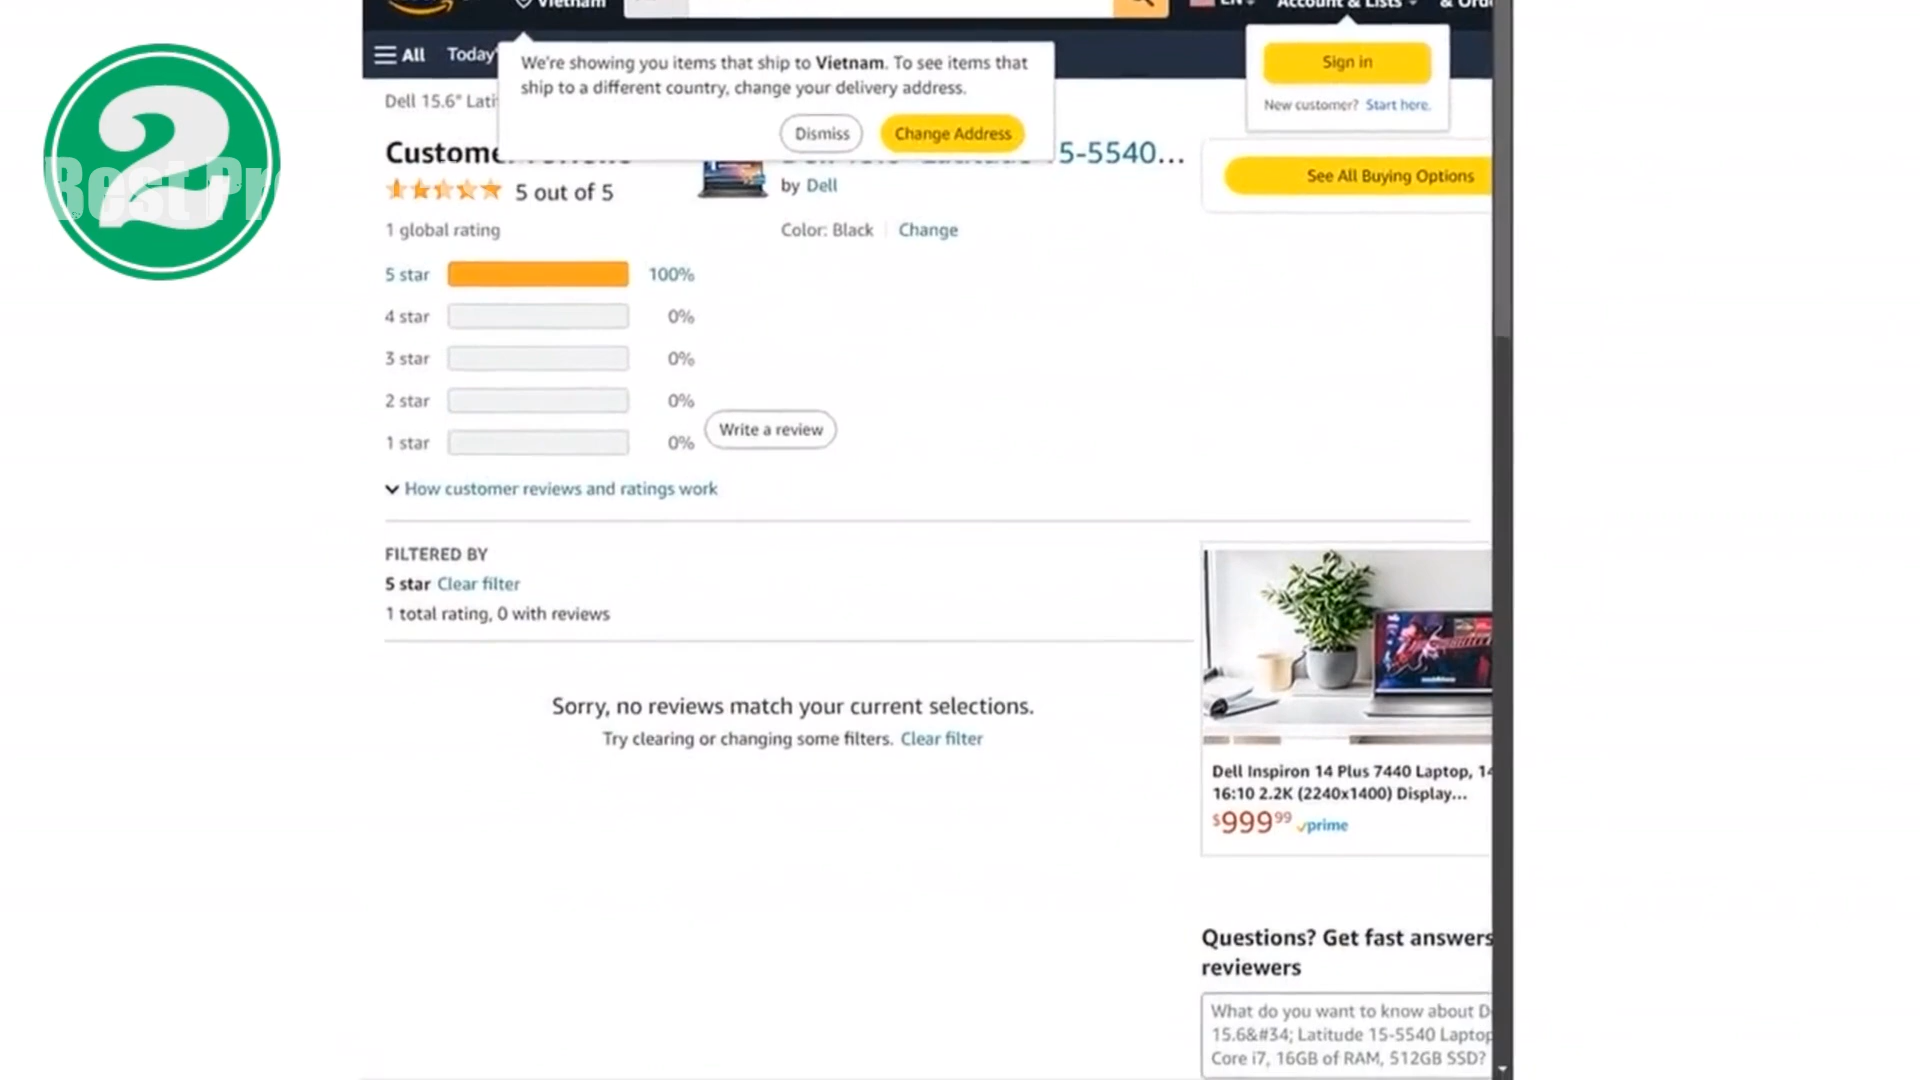 2
Best Pr
Vietnam
EN
Account & Lists
All
Today'
We're showing you items that ship to Vietnam. To see items that
ship to a different country, change your delivery address.
Dismiss
Change Address
Sign in
New customer? Start here.
Dell 15.6" Lati
Custome
5-5540...
5 out of 5
by Dell
See All Buying Options
1 global rating
Color: Black
Change
5 star 100%
4 star 0%
3 star 0%
2 star 0%
1 star 0%
Write a review
How customer reviews and ratings work
FILTERED BY
5 star Clear filter
1 total rating, 0 with reviews
Sorry, no reviews match your current selections.
Try clearing or changing some filters. Clear filter
Dell Inspiron 14 Plus 7440 Laptop, 14
16:10 2.2K (2240x1400) Display...
$999.99 prime
Questions? Get fast answers
reviewers
What do you want to know about D
15.6&#34; Latitude 15-5540 Laptop
Core i7, 16GB of RAM, 512GB SSD?